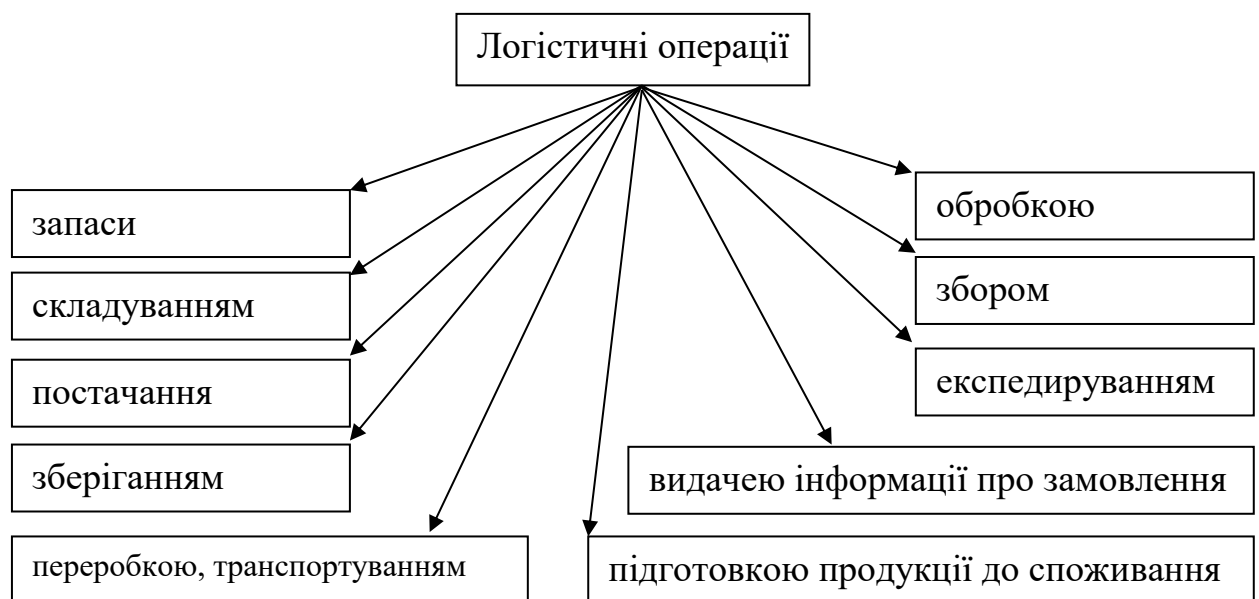 Логістичні операції
запаси
складуванням
постачання
зберіганням
переробкою, транспортуванням
обробкою
збором
експедируванням
видачею інформації про замовлення
підготовкою продукції до споживання